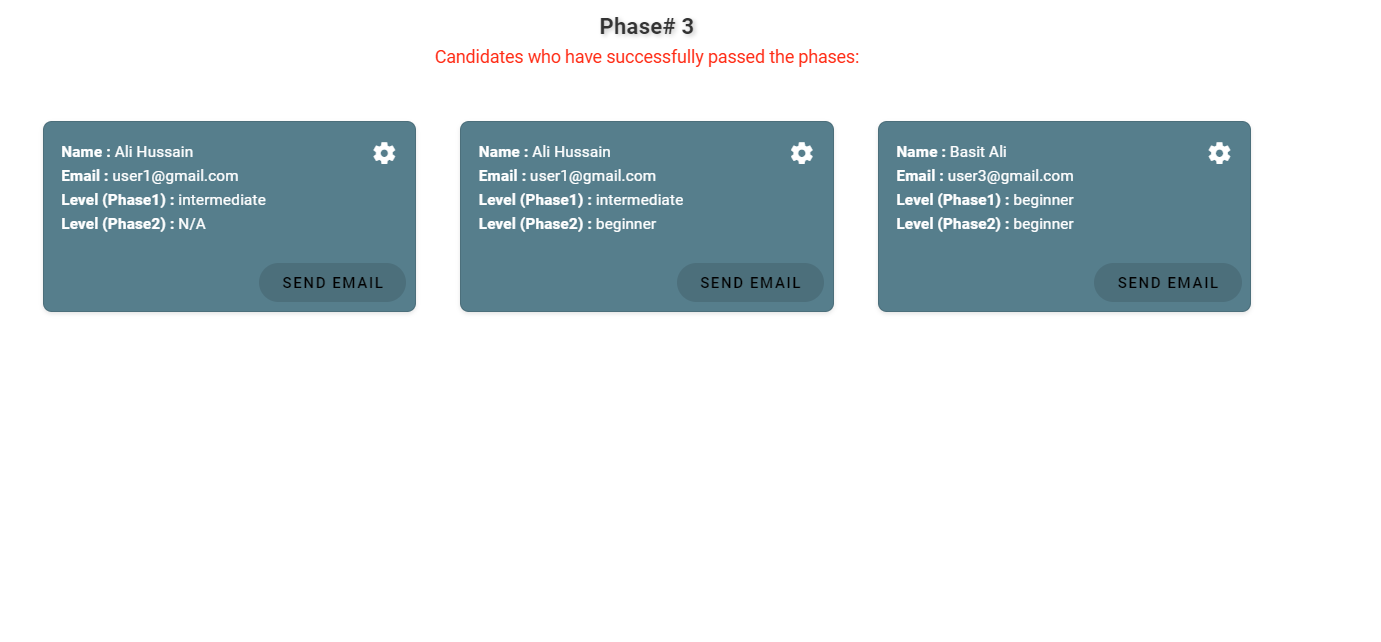 Phase# 3
Candidates who have successfully passed the phases:
Name : Ali Hussain
Email : user1@gmail.com
Level (Phase1) : intermediate
Level (Phase2) : N/A
SEND EMAIL
Name : Ali Hussain
Email : user1@gmail.com
Level (Phase1) : intermediate
Level (Phase2) : beginner
SEND EMAIL
Name : Basit Ali
Email : user3@gmail.com
Level (Phase1) : beginner
Level (Phase2) : beginner
SEND EMAIL